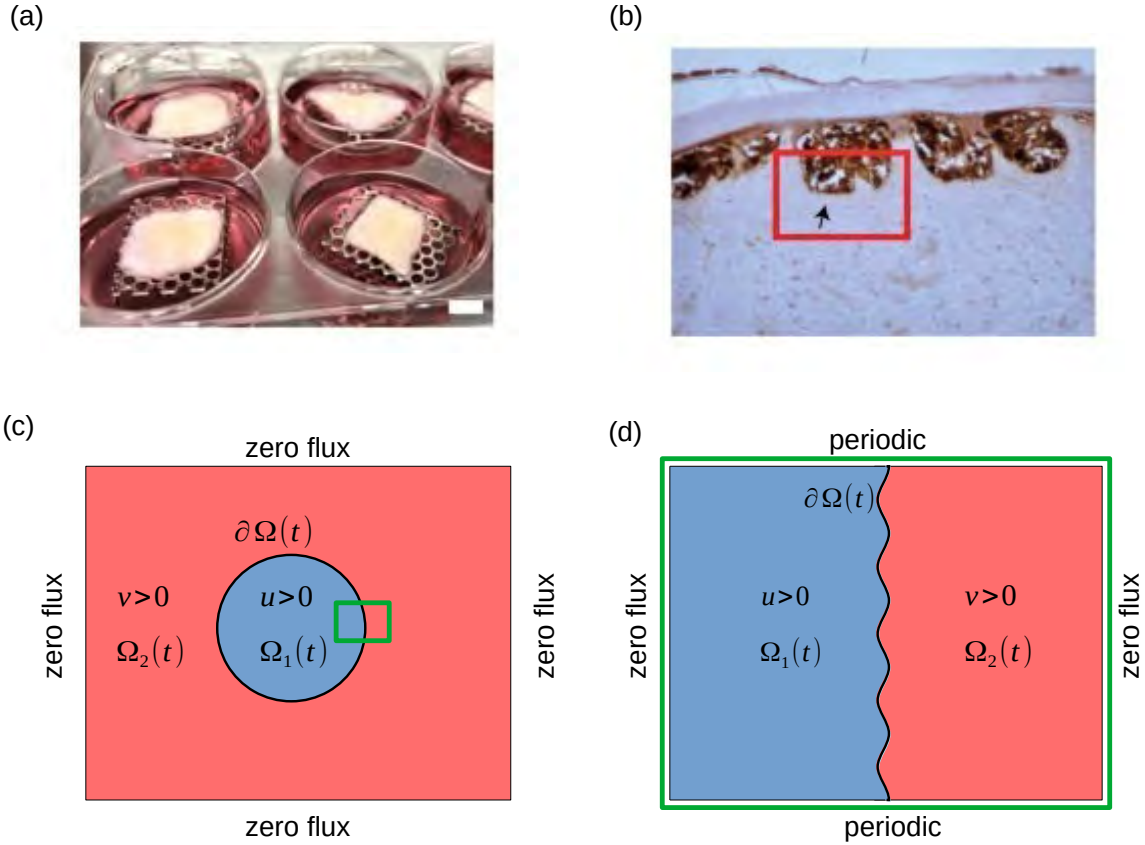 (a)
(b)
(c)
zero flux
zero flux
∂Ω(t)
v>0
u>0
Ω₂(t)
Ω₁(t)
zero flux
zero flux
(d)
periodic
∂Ω(t)
zero flux
u>0
v>0
Ω₁(t)
Ω₂(t)
zero flux
periodic